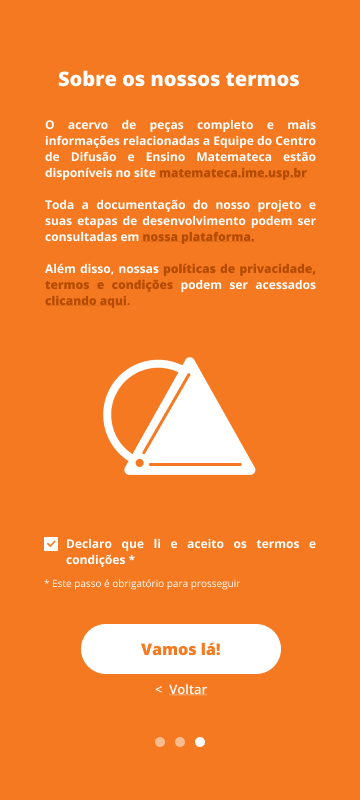 Sobre os nossos termos
O acervo de peças completo e mais
informações relacionadas a Equipe do Centro
de Difusão e Ensino Matemateca estão
disponíveis no site matemateca.ime.usp.br
Toda a documentação do nosso projeto e
suas etapas de desenvolvimento podem ser
consultadas em nossa plataforma.
Além disso, nossas políticas de privacidade,
termos e condições podem ser acessados
clicando aqui.
Declaro que li e aceito os termos e
condições *
* Este passo é obrigatório para prosseguir
Vamos lá!
< Voltar